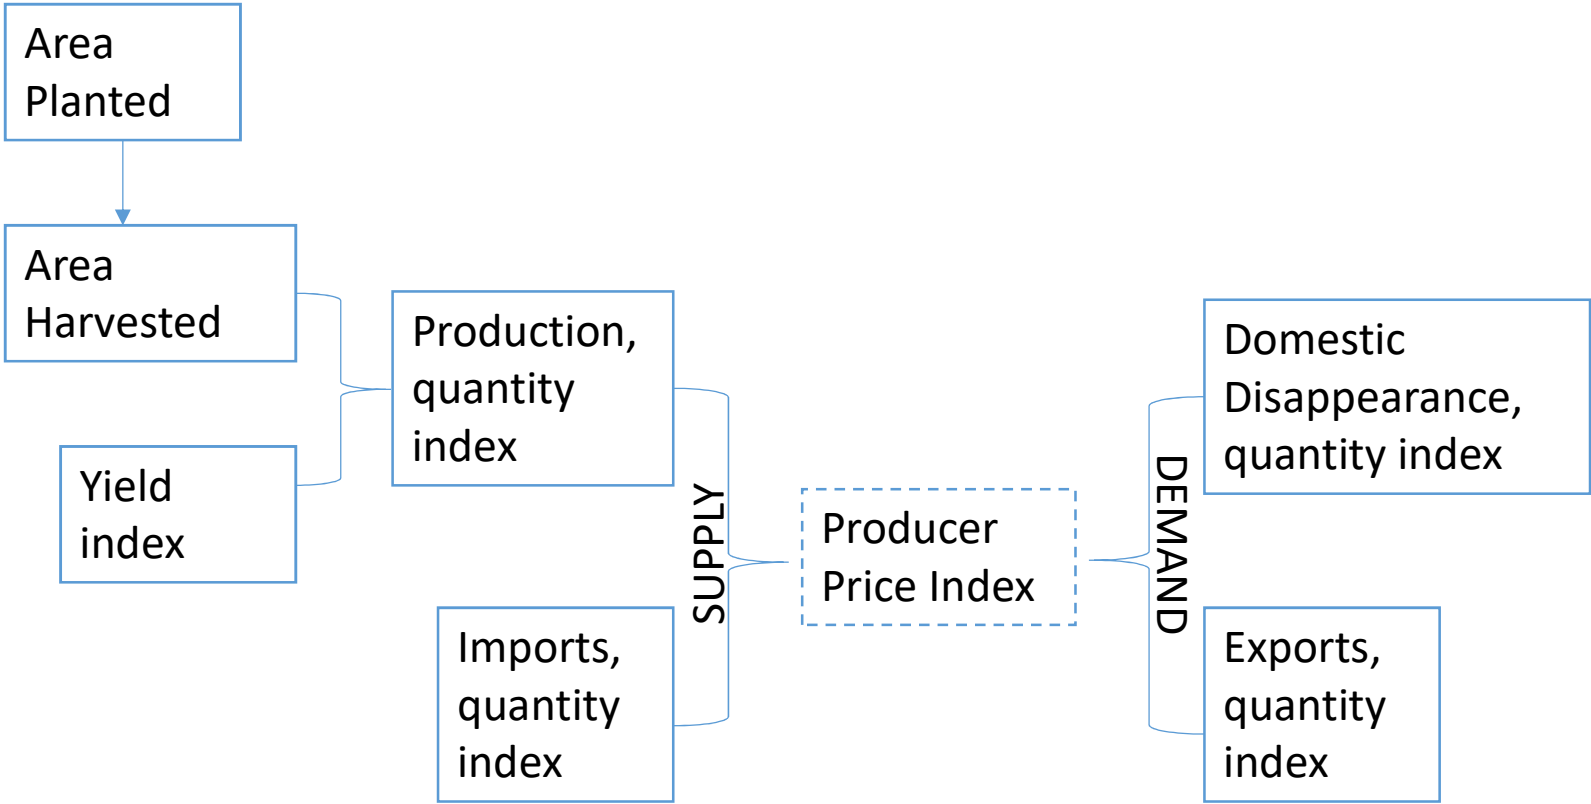 Area
Planted
Area
Harvested
Yield
index
Production,
quantity
index
Imports,
quantity
index
SUPPLY
Producer
Price Index
DEMAND
Domestic
Disappearance,
quantity index
Exports,
quantity
index